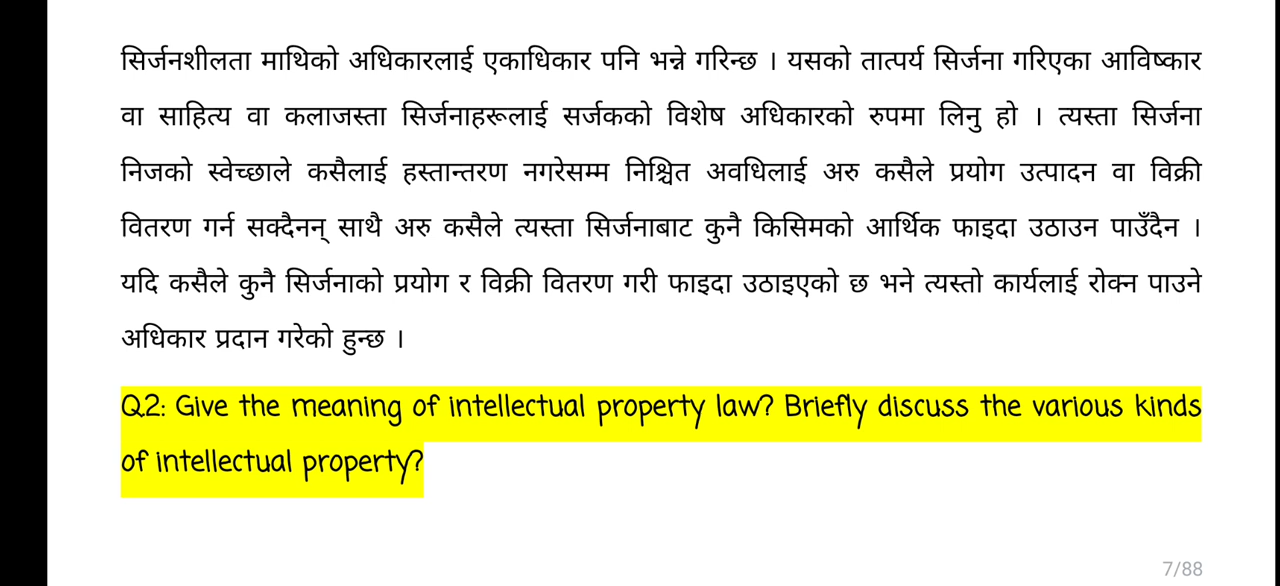 सिर्जनशीलता माथिको अधिकारलाई एकाधिकार पनि भन्ने गरिन्छ । यसको तात्पर्य सिर्जना गरिएका आविष्कार
वा साहित्य वा कलाजस्ता सिर्जनाहरूलाई सर्जकको विशेष अधिकारको रुपमा लिनु हो । त्यस्ता सिर्जना
निजको स्वेच्छाले कसैलाई हस्तान्तरण नगरेसम्म निश्चित अवधिलाई अरु कसैले प्रयोग उत्पादन वा विक्री
वितरण गर्न सक्दैनन् साथै अरु कसैले त्यस्ता सिर्जनाबाट कुनै किसिमको आर्थिक फाइदा उठाउन पाउँदैन ।
यदि कसैले कुनै सिर्जनाको प्रयोग र विक्री वितरण गरी फाइदा उठाइएको छ भने त्यस्तो कार्यलाई रोक्न पाउने
अधिकार प्रदान गरेको हुन्छ ।
Q.2: Give the meaning of intellectual property law? Briefly discuss the various kinds
of intellectual property?
7/88